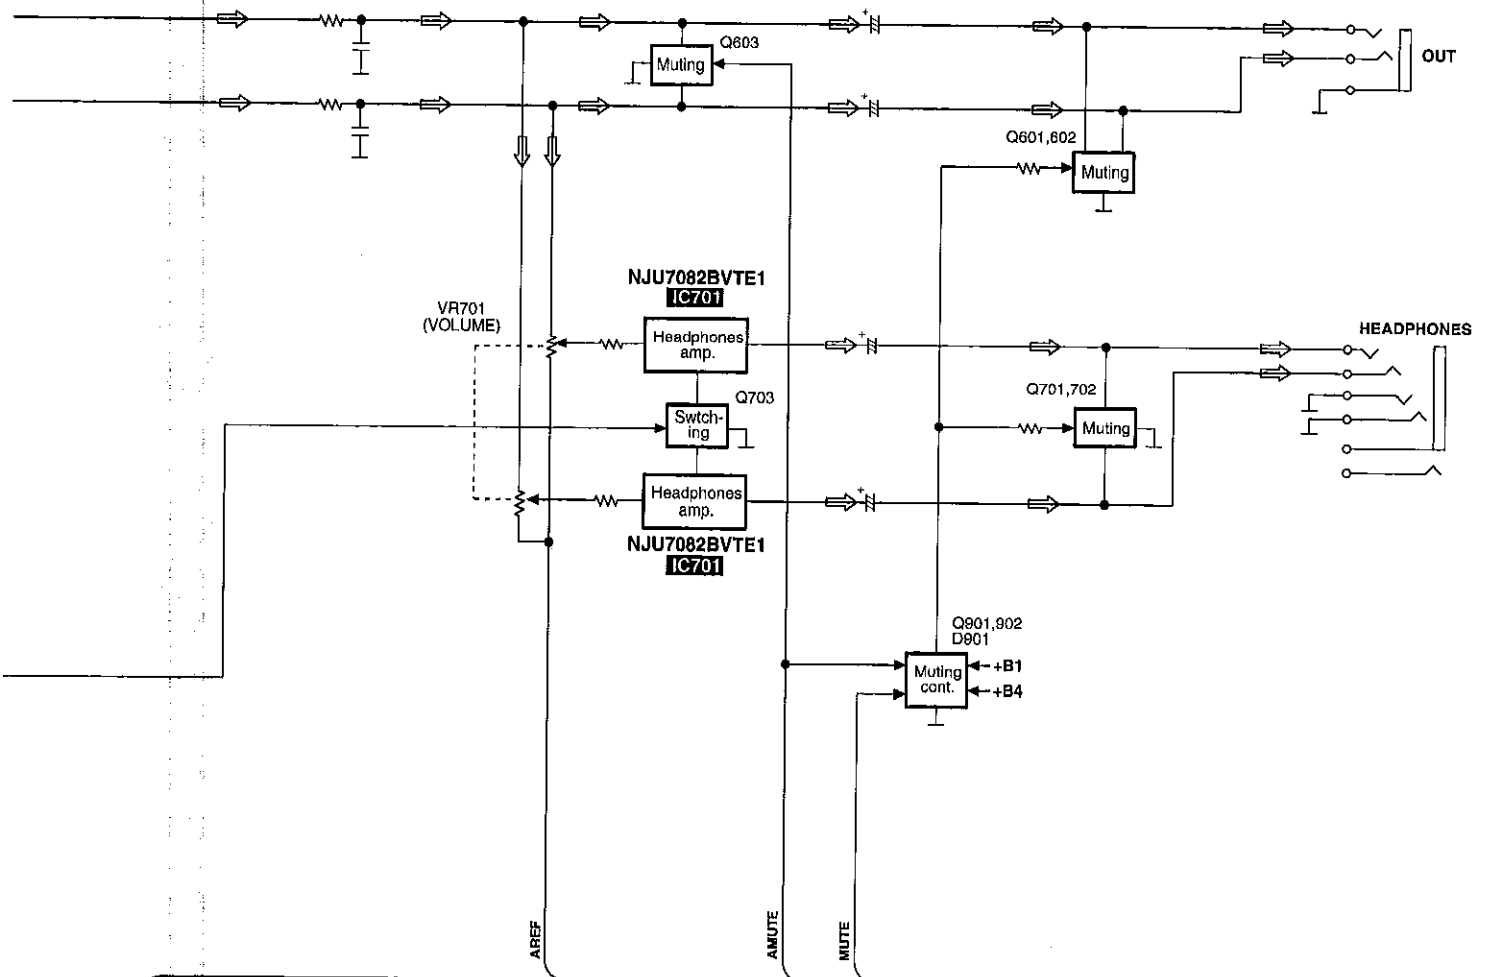 Q603
Muting
OUT
+
+
Q601,602
Muting
NJU7082BVTE1
IC701
VR701
(VOLUME)
Headphones
amp.
+
HEADPHONES
Q703
Swtch-
ing
Q701,702
Muting
Headphones
amp.
+
NJU7082BVTE1
IC701
Q901,902
D901
Muting
cont.
+B1
+B4
AREF
AMUTE
MUTE